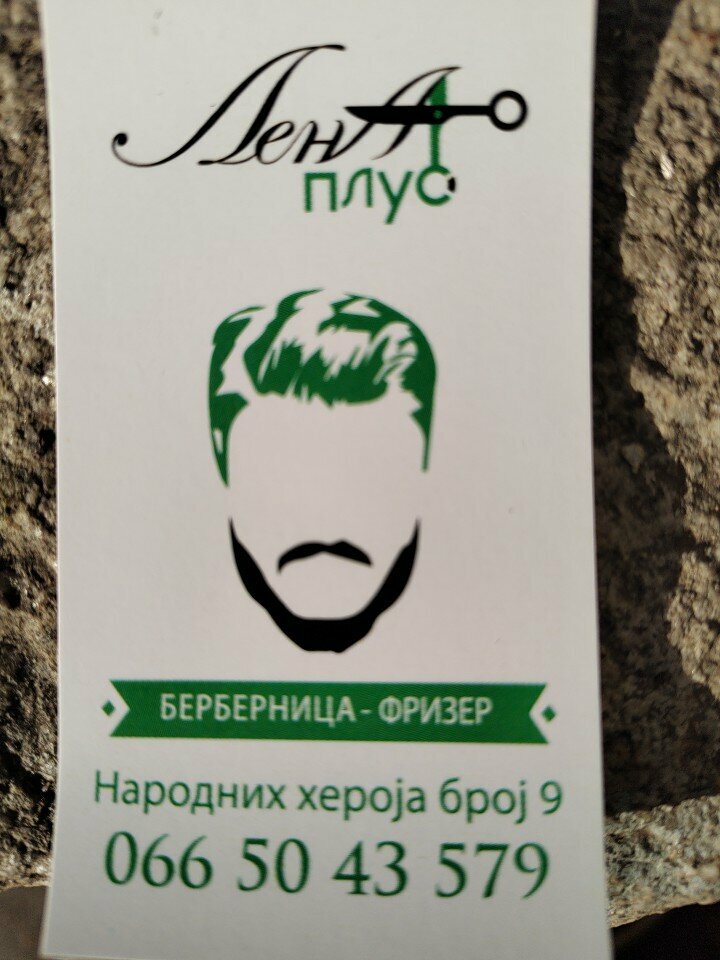 ЛенА
плус
БЕРБЕРНИЦА - ФРИЗЕР
Народних хероја број 9
066 50 43 579